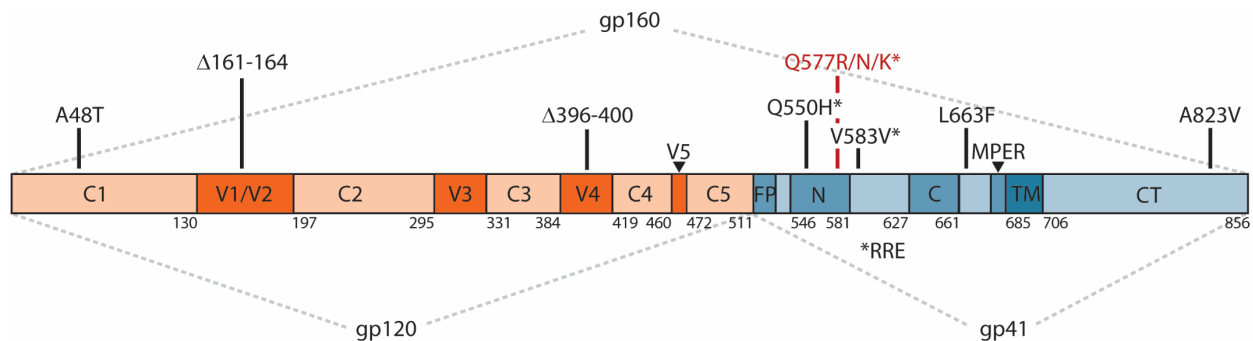 gp160
Δ161-164
Q577R/N/K*
A48T
Δ396-400
Q550H*
L663F
A823V
V583V*
V5
MPER
C1
V1/V2
C2
V3
C3
V4
C4
C5
FP
N
C
TM
CT
130
197
295
331
384
419
460
472
511
546
581
627
661
685
706
856
*RRE
gp120
gp41